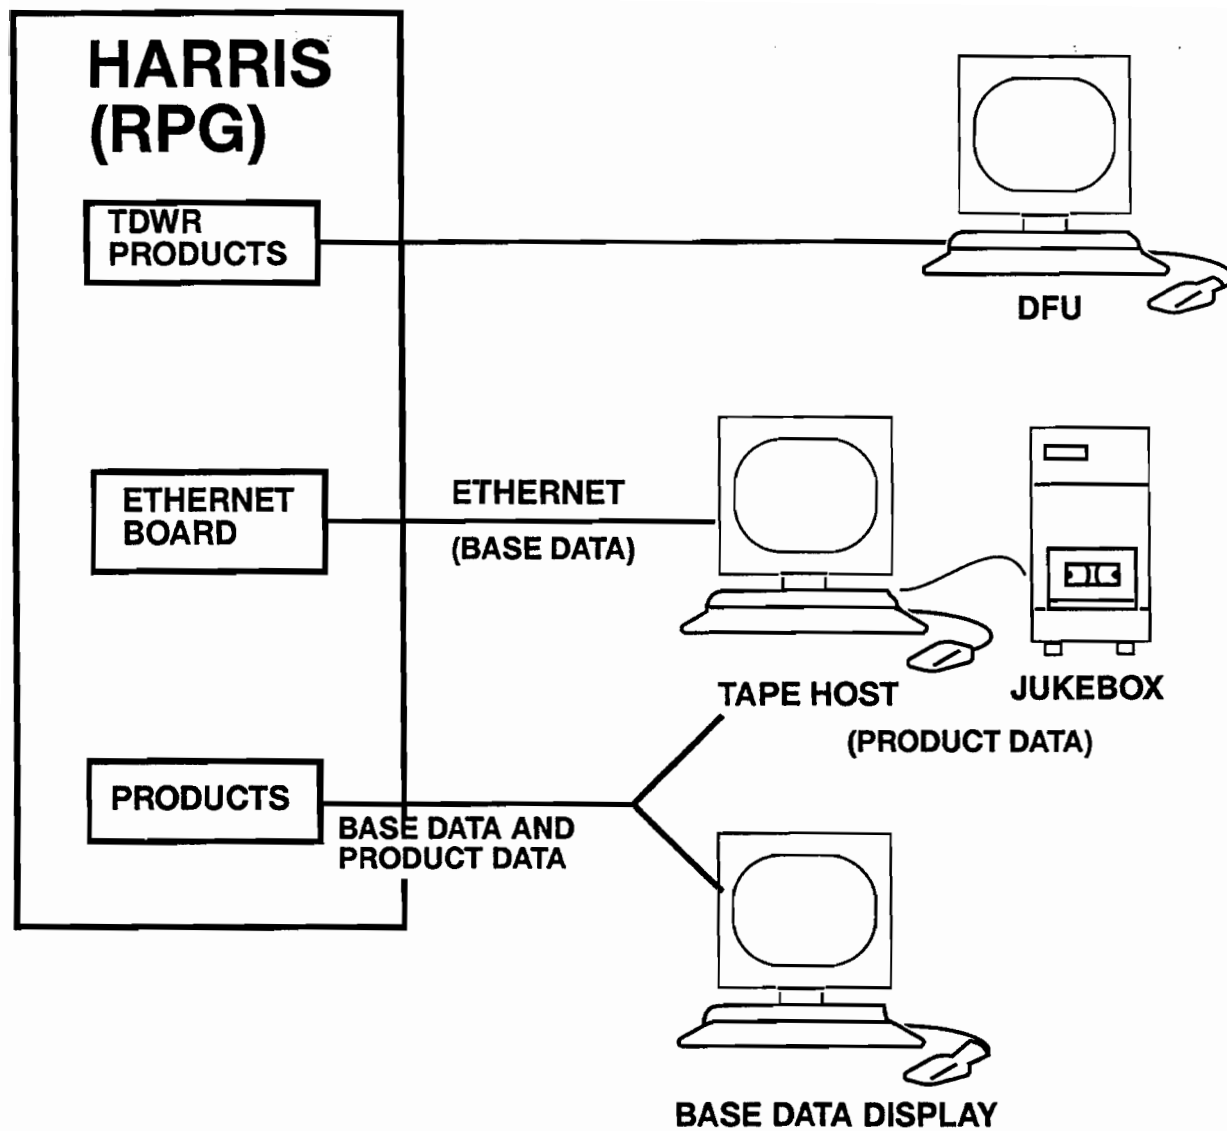 HARRIS
(RPG)
TDWR
PRODUCTS
DFU
ETHERNET
BOARD
ETHERNET
(BASE DATA)
TAPE HOST
JUKEBOX
(PRODUCT DATA)
PRODUCTS
BASE DATA AND
PRODUCT DATA
BASE DATA DISPLAY